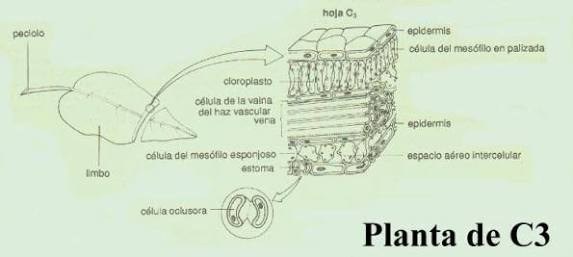 hoja C3
peciolo
epidermis
célula del mesófilo en palizada
cloroplasto
célula de la vaina
del haz vascular
vena
epidermis
célula del mesófilo esponjoso
espacio aéreo intercelular
estoma
limbo
célula oclusora
Planta de C3